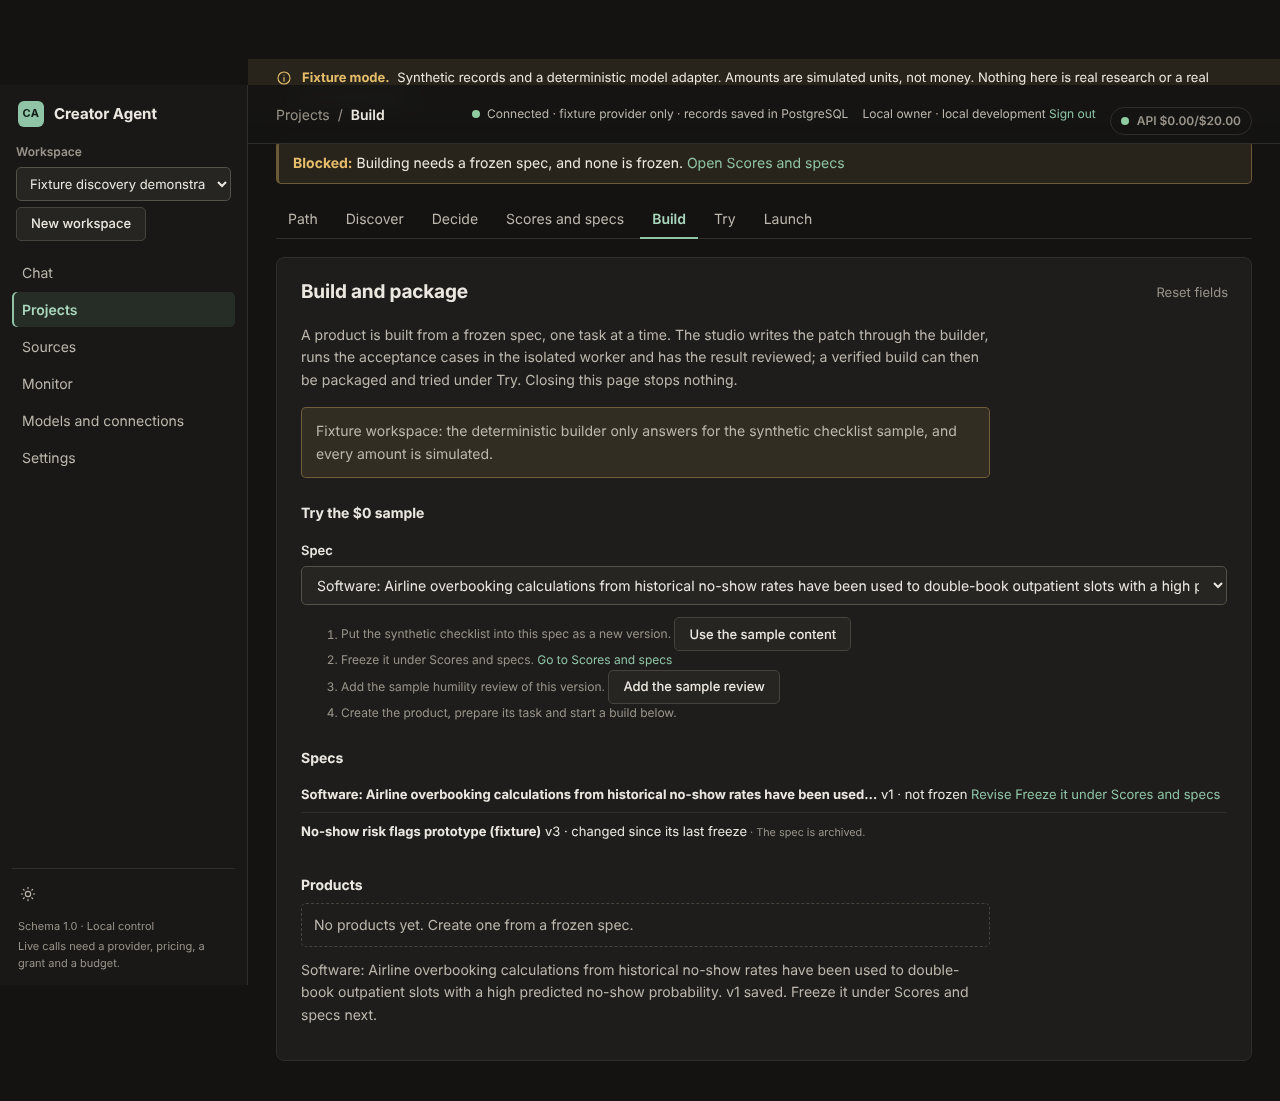 Fixture mode. Synthetic records and a deterministic model adapter. Amounts are simulated units, not money. Nothing here is real research or a real
CA Creator Agent
Workspace
Fixture discovery demonstra
New workspace
Chat
Projects
Sources
Monitor
Models and connections
Settings
Schema 1.0 · Local control
Live calls need a provider, pricing, a
grant and a budget.
Projects / Build
Connected · fixture provider only · records saved in PostgreSQL
Local owner · local development Sign out
API $0.00/$20.00
Blocked: Building needs a frozen spec, and none is frozen. Open Scores and specs
Path Discover Decide Scores and specs Build Try Launch
Build and package
Reset fields
A product is built from a frozen spec, one task at a time. The studio writes the patch through the builder,
runs the acceptance cases in the isolated worker and has the result reviewed; a verified build can then
be packaged and tried under Try. Closing this page stops nothing.
Fixture workspace: the deterministic builder only answers for the synthetic checklist sample, and
every amount is simulated.
Try the $0 sample
Spec
Software: Airline overbooking calculations from historical no-show rates have been used to double-book outpatient slots with a high p
1. Put the synthetic checklist into this spec as a new version. Use the sample content
2. Freeze it under Scores and specs. Go to Scores and specs
3. Add the sample humility review of this version. Add the sample review
4. Create the product, prepare its task and start a build below.
Specs
Software: Airline overbooking calculations from historical no-show rates have been used... v1 · not frozen Revise Freeze it under Scores and specs
No-show risk flags prototype (fixture) v3 · changed since its last freeze · The spec is archived.
Products
No products yet. Create one from a frozen spec.
Software: Airline overbooking calculations from historical no-show rates have been used to double-
book outpatient slots with a high predicted no-show probability. v1 saved. Freeze it under Scores and
specs next.